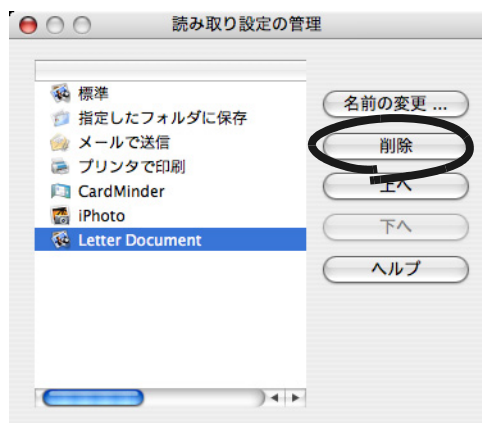 読み取り設定の管理
標準
指定したフォルダに保存
メールで送信
プリンタで印刷
CardMinder
iPhoto
Letter Document
名前の変更 ...
削除
上へ
下へ
ヘルプ